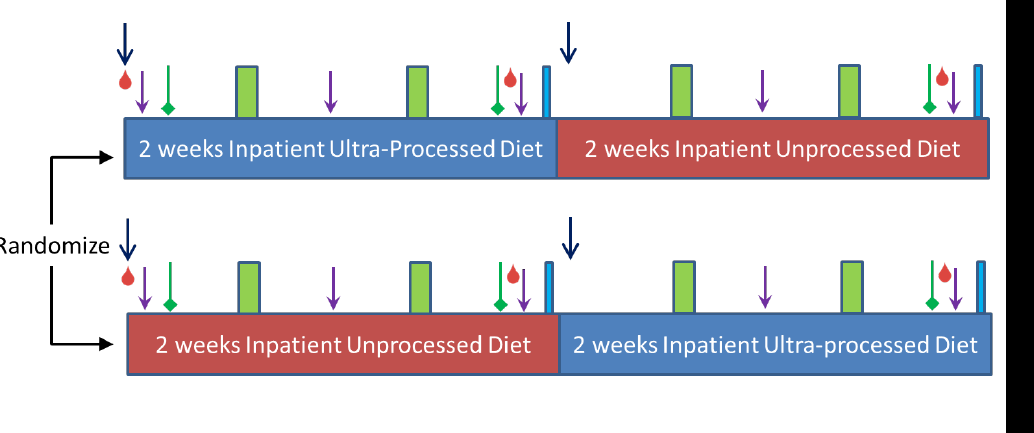 2 weeks Inpatient Ultra-Processed Diet
2 weeks Inpatient Unprocessed Diet
Randomize
2 weeks Inpatient Unprocessed Diet
2 weeks Inpatient Ultra-processed Diet